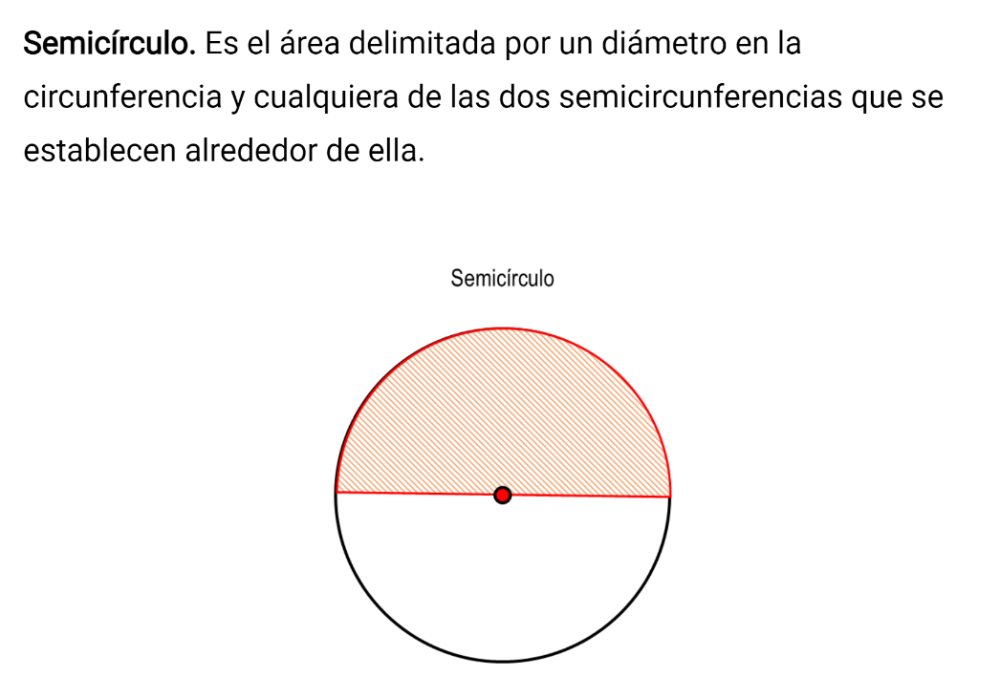 Semicírculo. Es el área delimitada por un diámetro en la
circunferencia y cualquiera de las dos semicircunferencias que se
establecen alrededor de ella.
Semicírculo